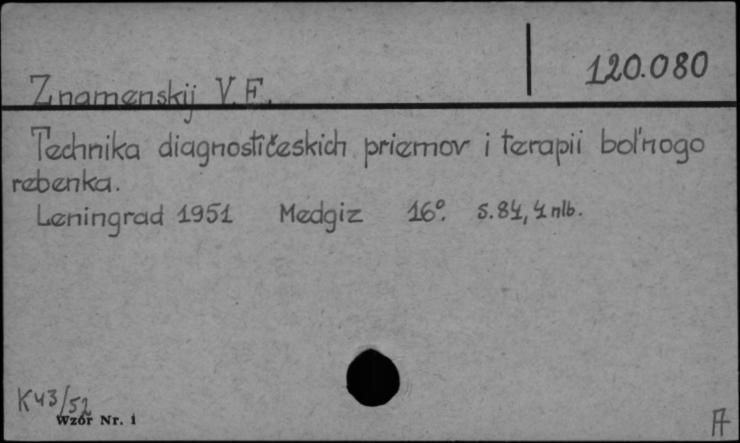 120.080
Znamenskij V. F.
Technika diagnostičeskich priemov i terapii bol'nogo
rebenka.
Leningrad 1951 Medgiz 16°. s.84, 4 nlb.
K43/52
Wzór Nr. 1